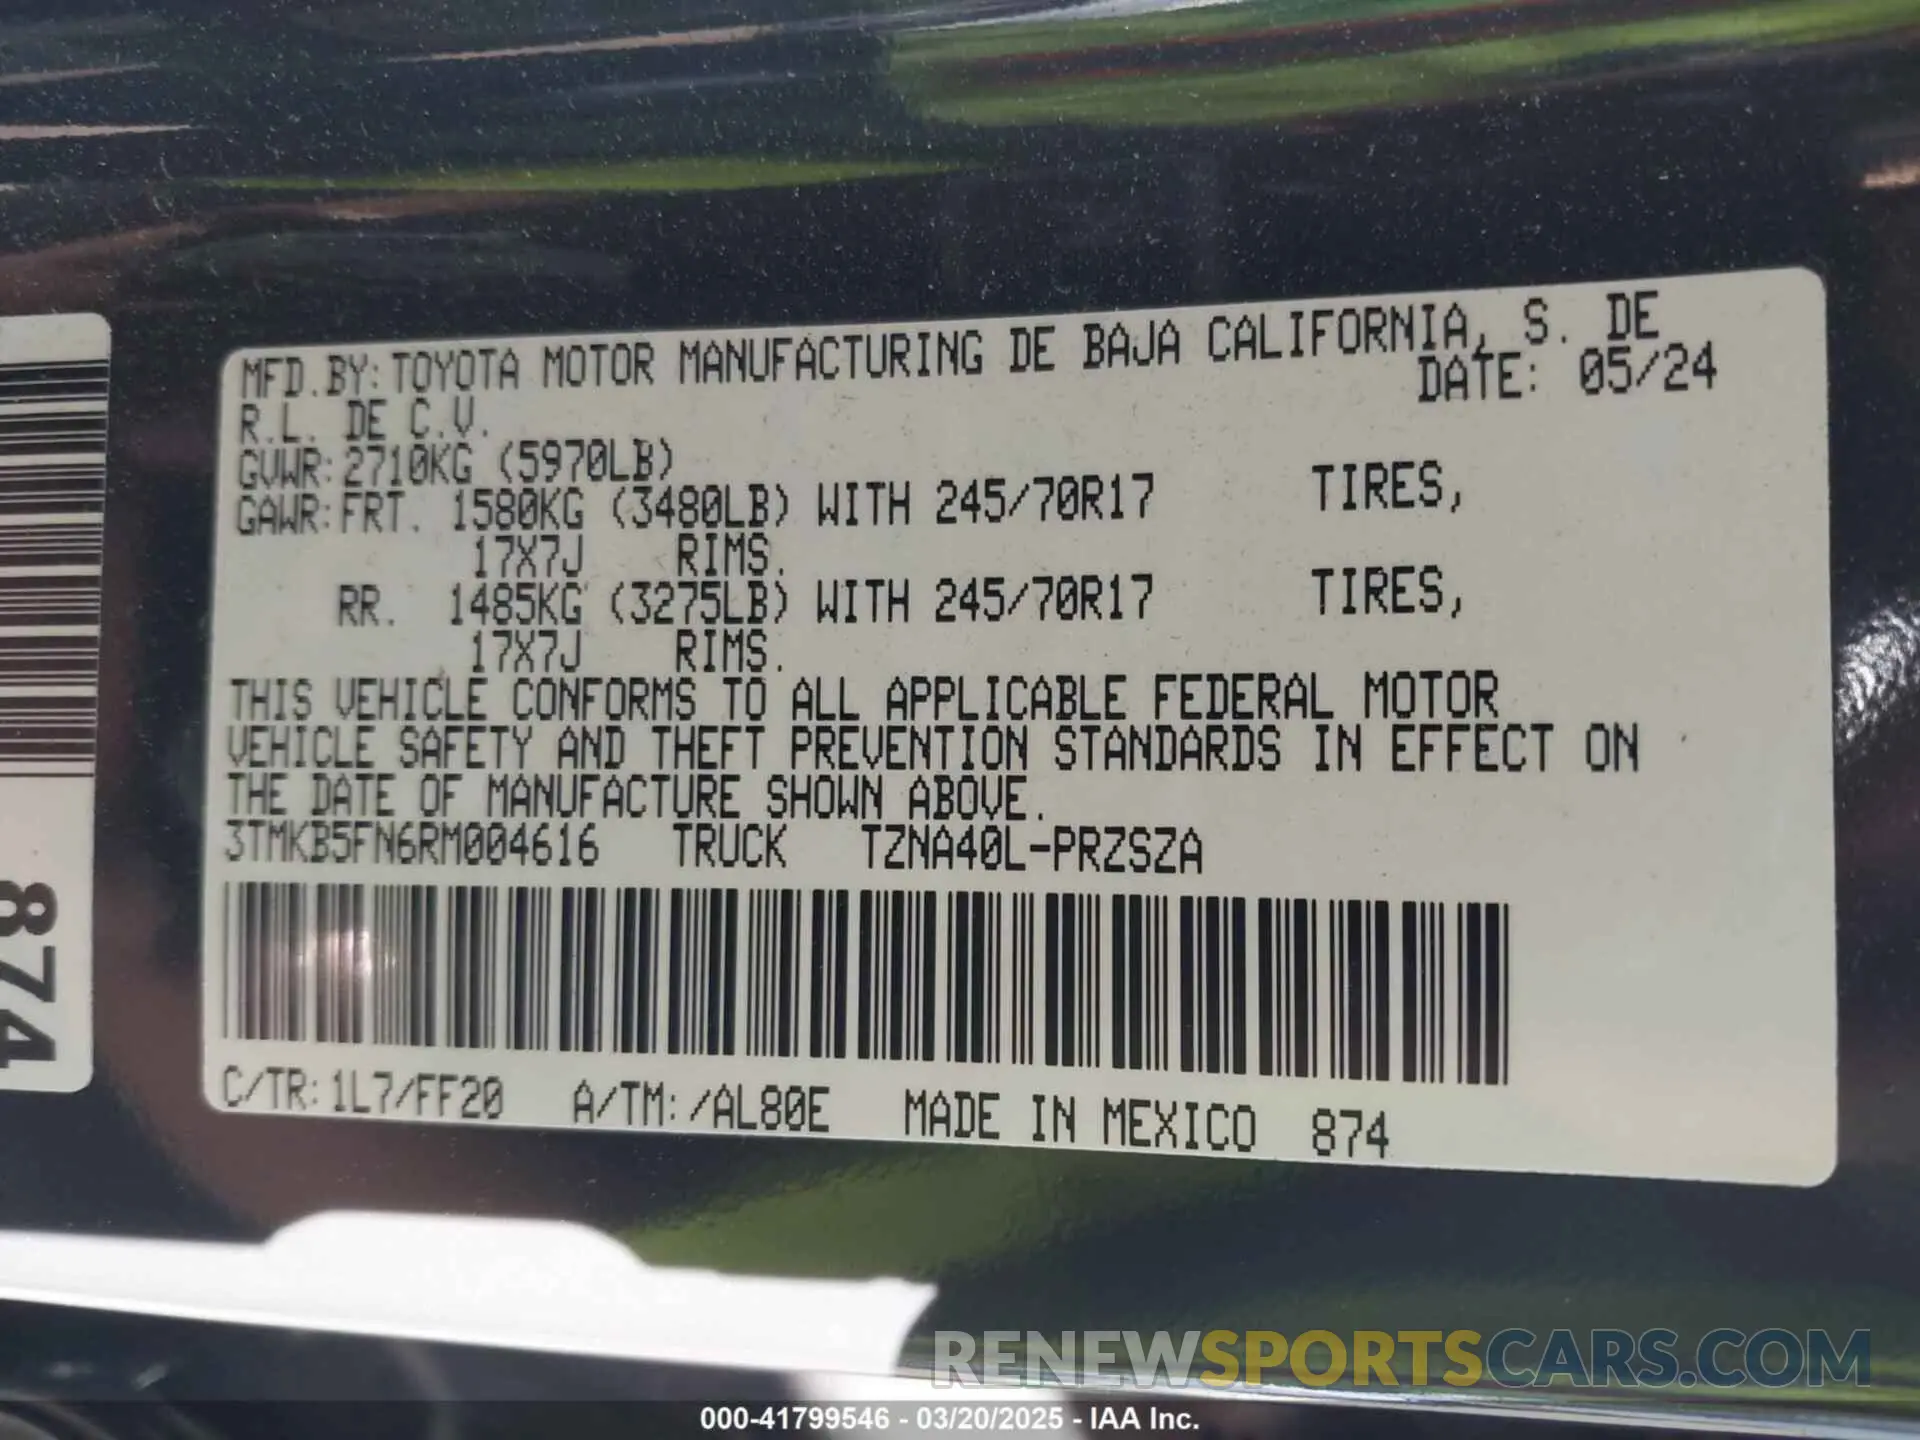 MFD.BY: TOYOTA MOTOR MANUFACTURING DE BAJA CALIFORNIA, S. DE
R.L. DE C.V.
DATE: 05/24
GVWR: 2710KG (5970LB)
GAWR: FRT. 1580KG (3480LB) WITH 245/70R17 TIRES,
17X7J RIMS.
RR. 1485KG (3275LB) WITH 245/70R17 TIRES,
17X7J RIMS.
THIS VEHICLE CONFORMS TO ALL APPLICABLE FEDERAL MOTOR
VEHICLE SAFETY AND THEFT PREVENTION STANDARDS IN EFFECT ON
THE DATE OF MANUFACTURE SHOWN ABOVE.
3TMKB5FN6RM004616 TRUCK TZNA40L-PRZSZA
C/TR: 1L7/FF20 A/TM: /AL80E MADE IN MEXICO 874
874
RENEWSPORTSCARS.COM
000-41799546 - 03/20/2025 - IAA Inc.